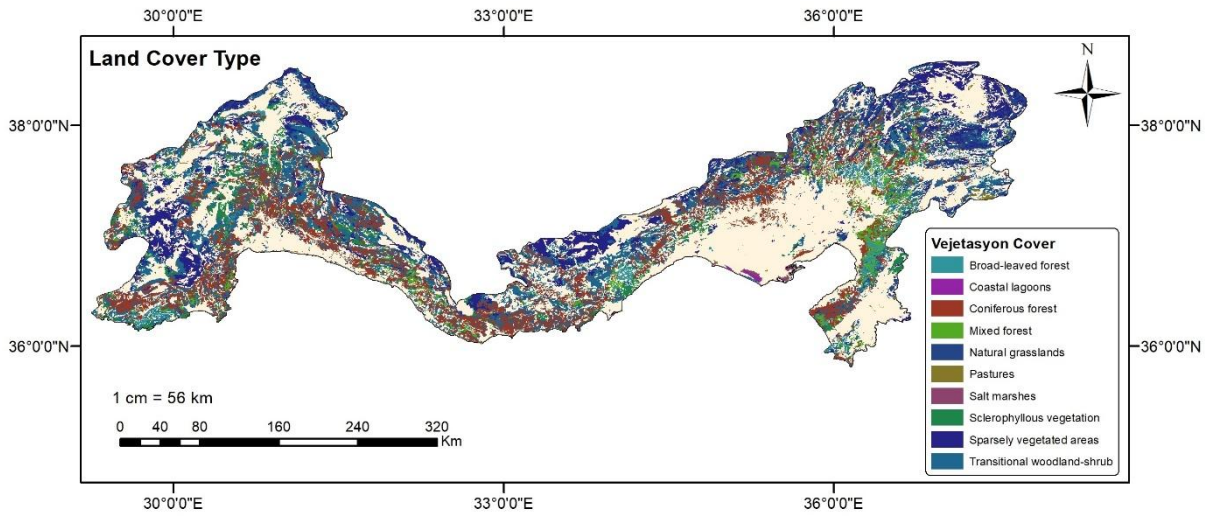 30°0'0"E 33°0'0"E 36°0'0"E
Land Cover Type
N
38°0'0"N 38°0'0"N
36°0'0"N 36°0'0"N
Vejetasyon Cover
Broad-leaved forest
Coastal lagoons
Coniferous forest
Mixed forest
Natural grasslands
Pastures
Salt marshes
Sclerophyllous vegetation
Sparsely vegetated areas
Transitional woodland-shrub
1 cm = 56 km
0 40 80 160 240 320
Km
30°0'0"E 33°0'0"E 36°0'0"E